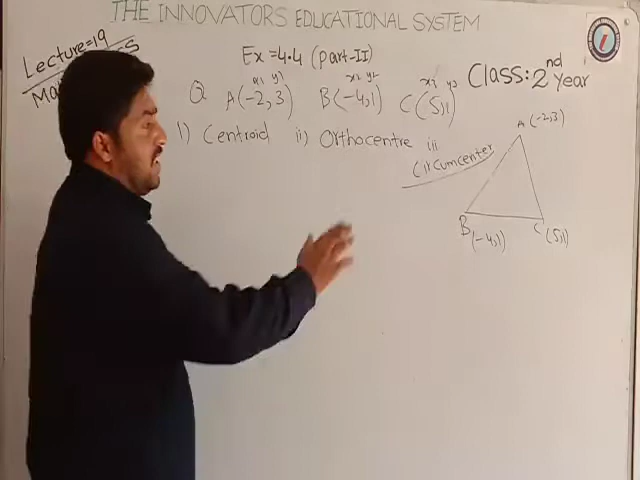 THE INNOVATORS EDUCATIONAL SYSTEM
Lecture=19
Ex = 4.4 (Part-II)
Class: 2nd year
x1 y1 x2 y2 x3 y3
Q A(-2,3) B(-4,1) C(5,1)
i) Centroid ii) Orthocentre iii
Circumcenter
A(-2,3)
B(-4,1)
C(5,1)